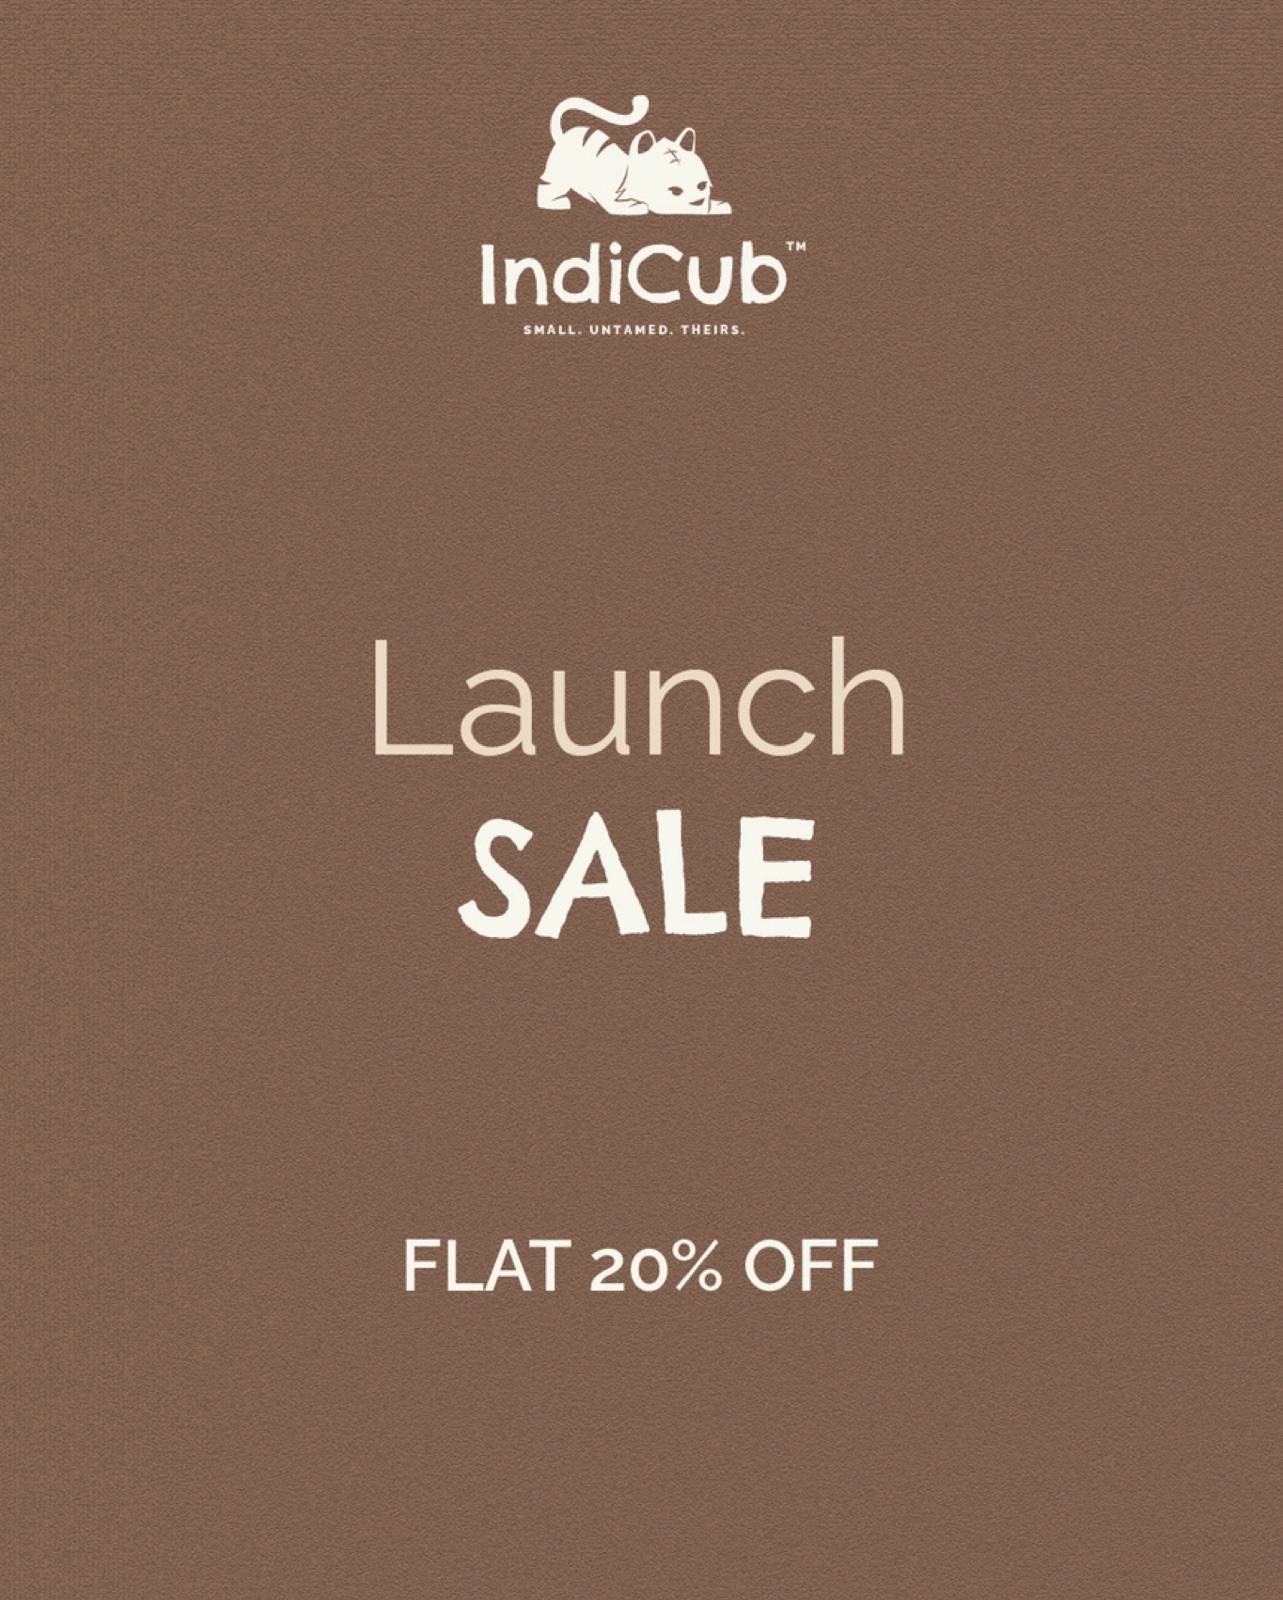 IndiCub™
SMALL. UNTAMED. THEIRS.
Launch
SALE
FLAT 20% OFF